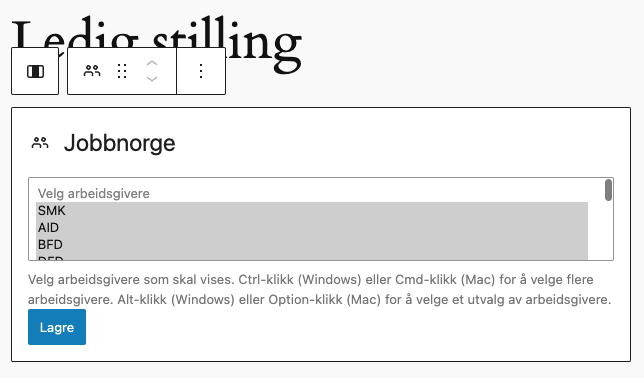 Ledig stilling
Jobbnorge
Velg arbeidsgivere
SMK
AID
BFD
Velg arbeidsgivere som skal vises. Ctrl-klikk (Windows) eller Cmd-klikk (Mac) for å velge flere
arbeidsgivere. Alt-klikk (Windows) eller Option-klikk (Mac) for å velge et utvalg av arbeidsgivere.
Lagre